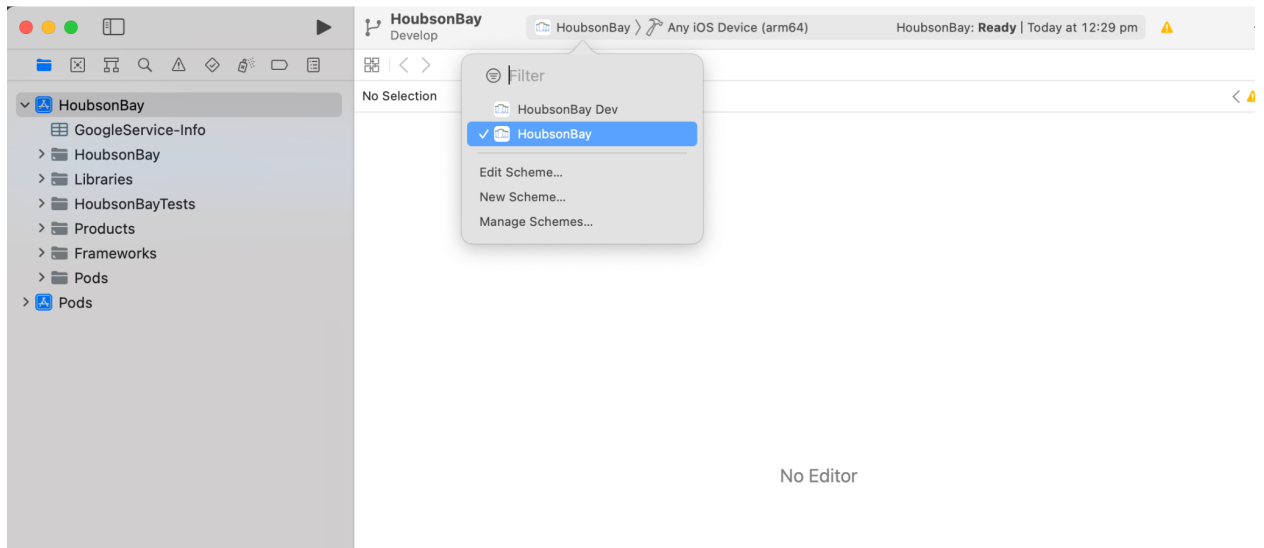 HoubsonBay
Develop
HoubsonBay 〉 Any iOS Device (arm64)
HoubsonBay: Ready | Today at 12:29 pm
No Selection
Filter
HoubsonBay Dev
HoubsonBay
Edit Scheme...
New Scheme...
Manage Schemes...
HoubsonBay
GoogleService-Info
HoubsonBay
Libraries
HoubsonBayTests
Products
Frameworks
Pods
Pods
No Editor